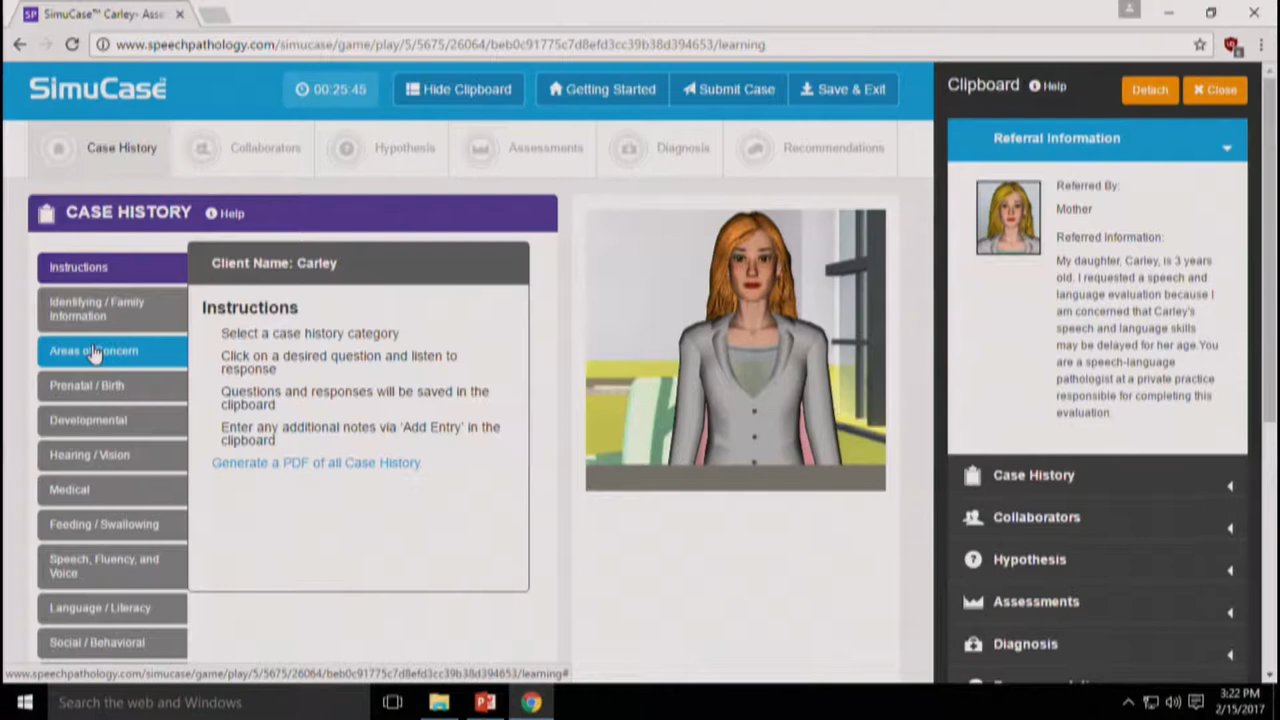 SP SimuCase™ Carley- Asse
www.speechpathology.com/simucase/game/play/5/5675/26064/beb0c91775c7d8efd3cc39b38d394653/learning
SimuCase
00:25:45
Hide Clipboard
Getting Started
Submit Case
Save & Exit
Case History
Collaborators
Hypothesis
Assessments
Diagnosis
Recommendations
CASE HISTORY Help
Instructions
Identifying / Family
Information
Areas of Concern
Prenatal / Birth
Developmental
Hearing / Vision
Medical
Feeding / Swallowing
Speech, Fluency, and
Voice
Language / Literacy
Social / Behavioral
Client Name: Carley
Instructions
Select a case history category
Click on a desired question and listen to
response
Questions and responses will be saved in the
clipboard
Enter any additional notes via 'Add Entry' in the
clipboard
Generate a PDF of all Case History
Clipboard Help
Detach
Close
Referral Information
Referred By:
Mother
Referred Information:
My daughter, Carley, is 3 years
old. I requested a speech and
language evaluation because I
am concerned that Carley's
speech and language skills
may be delayed for her age.You
are a speech-language
pathologist at a private practice
responsible for completing this
evaluation
Case History
Collaborators
Hypothesis
Assessments
Diagnosis
www.speechpathology.com/simucase/game/play/5/5675/26064/beb0c91775c7d8efd3cc39b38d394653/learning#
Search the web and Windows
3:22 PM
2/15/2017